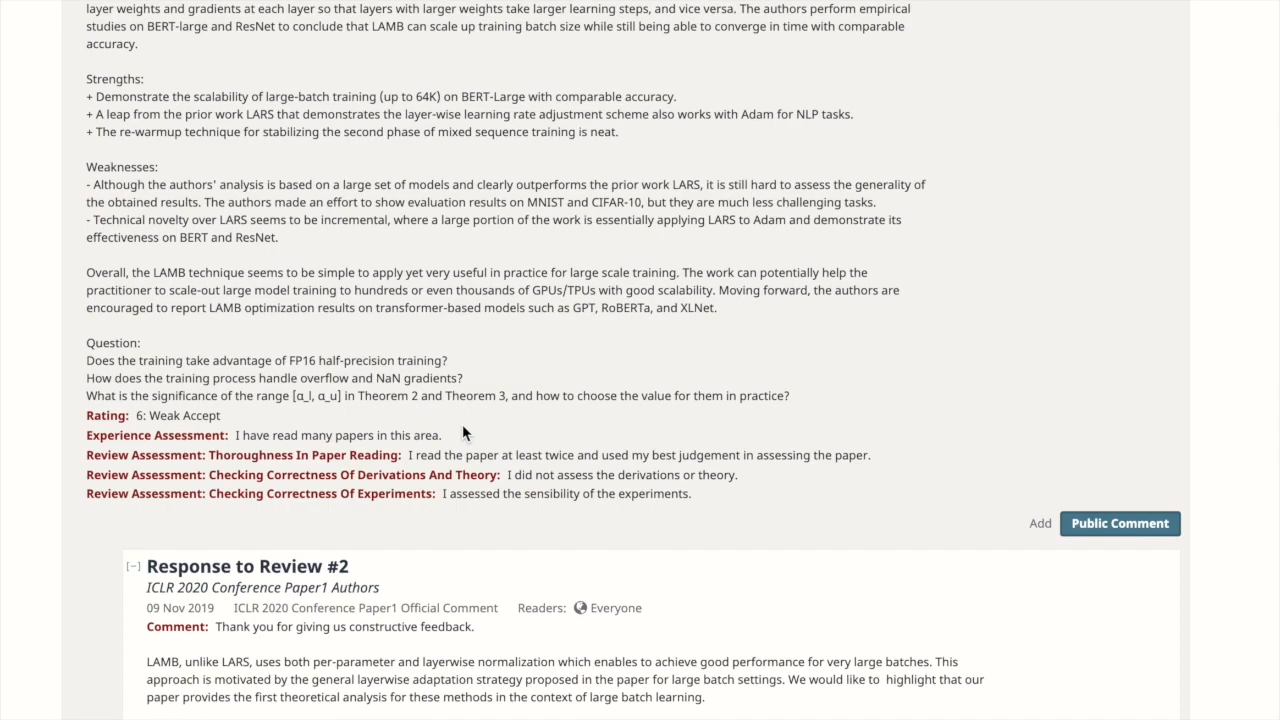 layer weights and gradients at each layer so that layers with larger weights take larger learning steps, and vice versa. The authors perform empirical
studies on BERT-large and ResNet to conclude that LAMB can scale up training batch size while still being able to converge in time with comparable
accuracy.
Strengths:
+ Demonstrate the scalability of large-batch training (up to 64K) on BERT-Large with comparable accuracy.
+ A leap from the prior work LARS that demonstrates the layer-wise learning rate adjustment scheme also works with Adam for NLP tasks.
+ The re-warmup technique for stabilizing the second phase of mixed sequence training is neat.
Weaknesses:
- Although the authors' analysis is based on a large set of models and clearly outperforms the prior work LARS, it is still hard to assess the generality of
the obtained results. The authors made an effort to show evaluation results on MNIST and CIFAR-10, but they are much less challenging tasks.
- Technical novelty over LARS seems to be incremental, where a large portion of the work is essentially applying LARS to Adam and demonstrate its
effectiveness on BERT and ResNet.
Overall, the LAMB technique seems to be simple to apply yet very useful in practice for large scale training. The work can potentially help the
practitioner to scale-out large model training to hundreds or even thousands of GPUs/TPUs with good scalability. Moving forward, the authors are
encouraged to report LAMB optimization results on transformer-based models such as GPT, RoBERTa, and XLNet.
Question:
Does the training take advantage of FP16 half-precision training?
How does the training process handle overflow and NaN gradients?
What is the significance of the range [α_l, α_u] in Theorem 2 and Theorem 3, and how to choose the value for them in practice?
Rating: 6: Weak Accept
Experience Assessment: I have read many papers in this area.
Review Assessment: Thoroughness In Paper Reading: I read the paper at least twice and used my best judgement in assessing the paper.
Review Assessment: Checking Correctness Of Derivations And Theory: I did not assess the derivations or theory.
Review Assessment: Checking Correctness Of Experiments: I assessed the sensibility of the experiments.
Add Public Comment
[–] Response to Review #2
ICLR 2020 Conference Paper1 Authors
09 Nov 2019 ICLR 2020 Conference Paper1 Official Comment Readers: Everyone
Comment: Thank you for giving us constructive feedback.
LAMB, unlike LARS, uses both per-parameter and layerwise normalization which enables to achieve good performance for very large batches. This
approach is motivated by the general layerwise adaptation strategy proposed in the paper for large batch settings. We would like to highlight that our
paper provides the first theoretical analysis for these methods in the context of large batch learning.